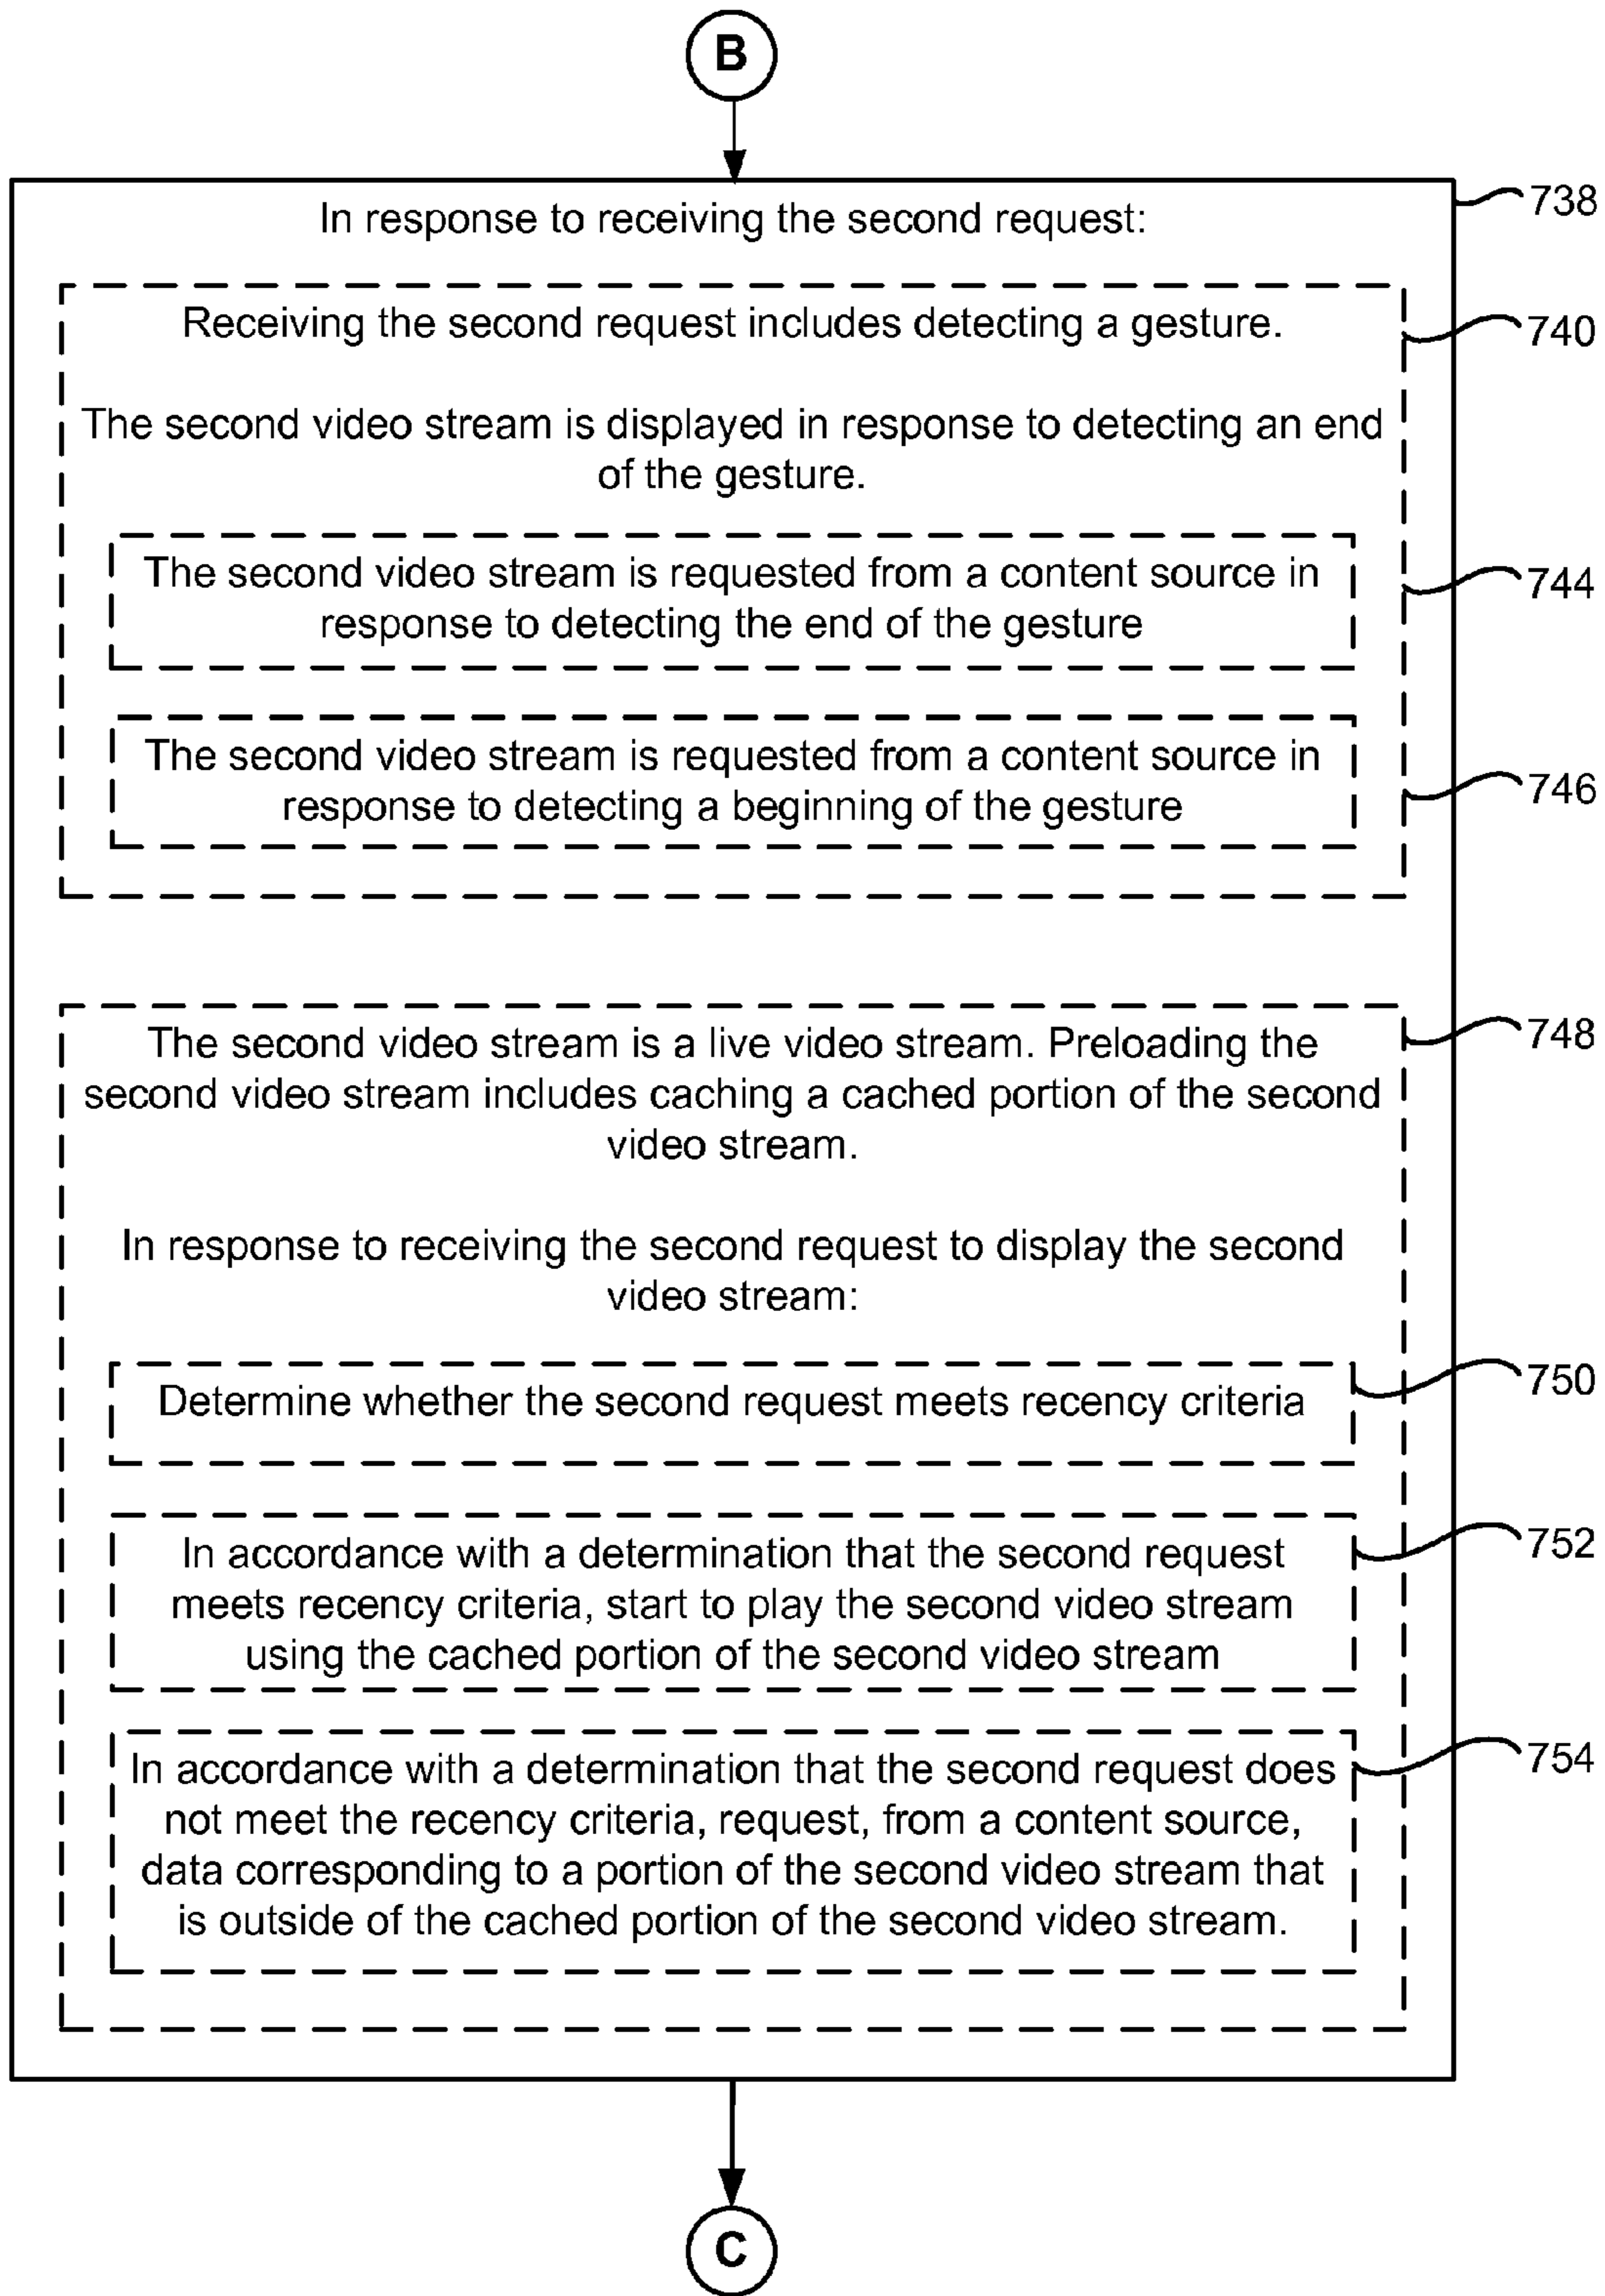 B
In response to receiving the second request:
738
Receiving the second request includes detecting a gesture.
740
The second video stream is displayed in response to detecting an end
of the gesture.
The second video stream is requested from a content source in
response to detecting the end of the gesture
744
The second video stream is requested from a content source in
response to detecting a beginning of the gesture
746
The second video stream is a live video stream. Preloading the
second video stream includes caching a cached portion of the second
video stream.
748
In response to receiving the second request to display the second
video stream:
Determine whether the second request meets recency criteria
750
In accordance with a determination that the second request
meets recency criteria, start to play the second video stream
using the cached portion of the second video stream
752
In accordance with a determination that the second request does
not meet the recency criteria, request, from a content source,
data corresponding to a portion of the second video stream that
is outside of the cached portion of the second video stream.
754
C